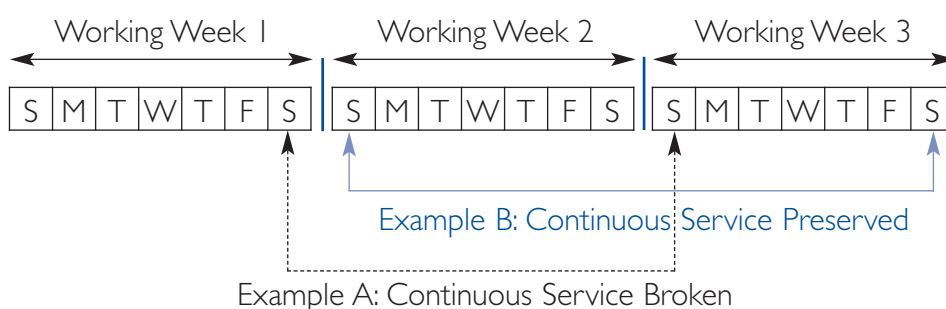 Working Week 1 Working Week 2 Working Week 3
S M T W T F S S M T W T F S S M T W T F S
Example B: Continuous Service Preserved
Example A: Continuous Service Broken